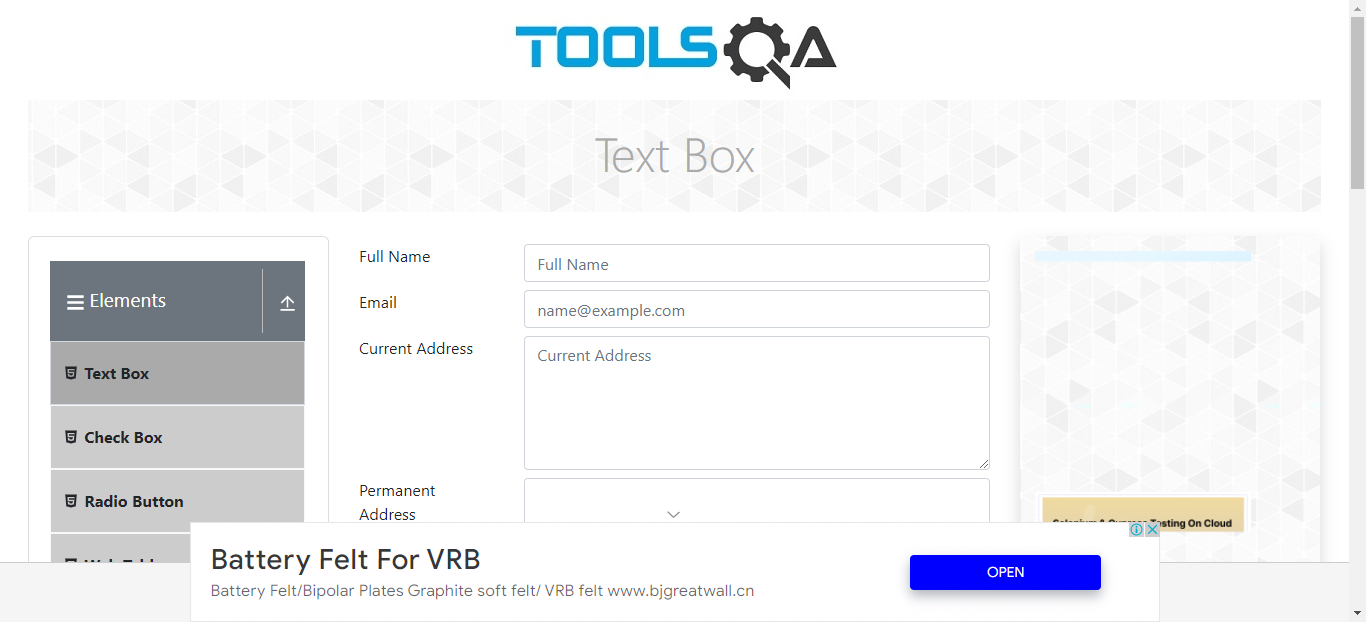 TOOLSQA
Text Box
Elements
Text Box
Check Box
Radio Button
Full Name
Full Name
Email
name@example.com
Current Address
Current Address
Permanent
Address
Selenium & Cypress Testing On Cloud
Battery Felt For VRB
Battery Felt/Bipolar Plates Graphite soft felt/ VRB felt www.bjgreatwall.cn
OPEN